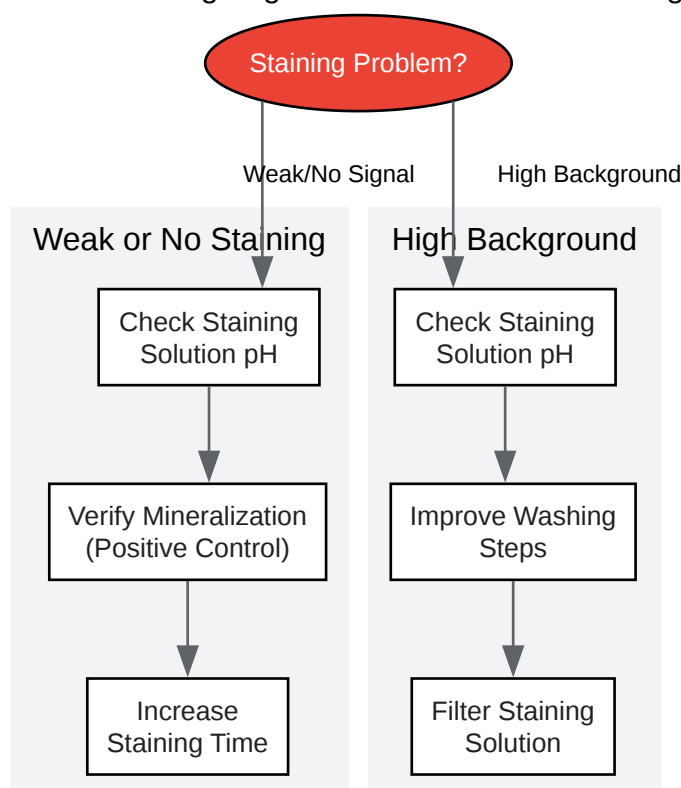 Staining Problem?
Weak/No Signal
High Background
Weak or No Staining
High Background
Check Staining
Solution pH
Check Staining
Solution pH
Verify Mineralization
(Positive Control)
Improve Washing
Steps
Increase
Staining Time
Filter Staining
Solution